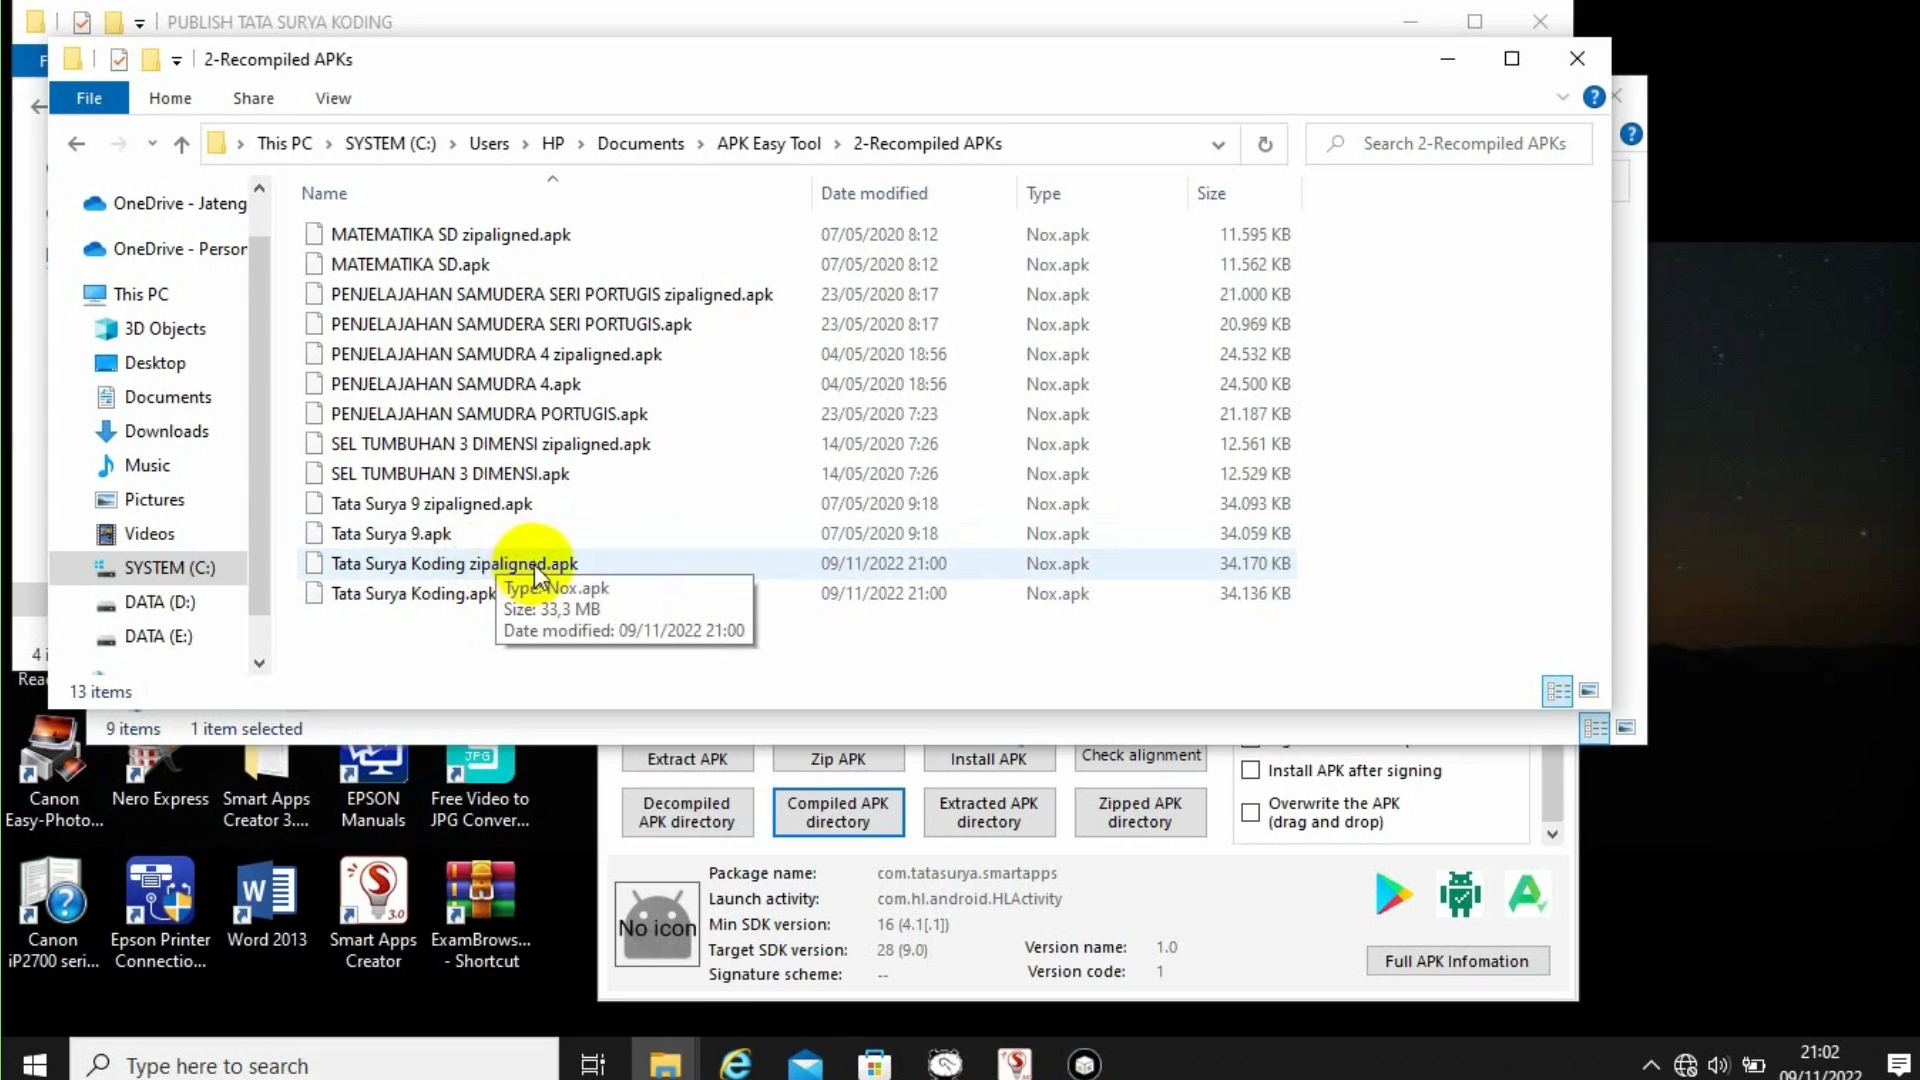 PUBLISH TATA SURYA KODING
2-Recompiled APKs
File Home Share View
This PC SYSTEM (C:) Users HP Documents APK Easy Tool 2-Recompiled APKs
Search 2-Recompiled APKs
Name Date modified Type Size
OneDrive - Jateng
OneDrive - Person
This PC
3D Objects
Desktop
Documents
Downloads
Music
Pictures
Videos
SYSTEM (C:)
DATA (D:)
DATA (E:)
MATEMATIKA SD zipaligned.apk 07/05/2020 8:12 Nox.apk 11.595 KB
MATEMATIKA SD.apk 07/05/2020 8:12 Nox.apk 11.562 KB
PENJELAJAHAN SAMUDERA SERI PORTUGIS zipaligned.apk 23/05/2020 8:17 Nox.apk 21.000 KB
PENJELAJAHAN SAMUDERA SERI PORTUGIS.apk 23/05/2020 8:17 Nox.apk 20.969 KB
PENJELAJAHAN SAMUDRA 4 zipaligned.apk 04/05/2020 18:56 Nox.apk 24.532 KB
PENJELAJAHAN SAMUDRA 4.apk 04/05/2020 18:56 Nox.apk 24.500 KB
PENJELAJAHAN SAMUDRA PORTUGIS.apk 23/05/2020 7:23 Nox.apk 21.187 KB
SEL TUMBUHAN 3 DIMENSI zipaligned.apk 14/05/2020 7:26 Nox.apk 12.561 KB
SEL TUMBUHAN 3 DIMENSI.apk 14/05/2020 7:26 Nox.apk 12.529 KB
Tata Surya 9 zipaligned.apk 07/05/2020 9:18 Nox.apk 34.093 KB
Tata Surya 9.apk 07/05/2020 9:18 Nox.apk 34.059 KB
Tata Surya Koding zipaligned.apk 09/11/2022 21:00 Nox.apk 34.170 KB
Tata Surya Koding.apk 09/11/2022 21:00 Nox.apk 34.136 KB
Type: Nox.apk
Size: 33,3 MB
Date modified: 09/11/2022 21:00
13 items
9 items 1 item selected
Extract APK
Zip APK
Install APK
Check alignment
Install APK after signing
Decompiled
APK directory
Compiled APK
directory
Extracted APK
directory
Zipped APK
directory
Overwrite the APK
(drag and drop)
No icon
Package name: com.tatasurya.smartapps
Launch activity: com.hl.android.HLActivity
Min SDK version: 16 (4.1[.1])
Target SDK version: 28 (9.0)
Version name: 1.0
Signature scheme: --
Version code: 1
Full APK Infomation
Canon
Easy-Photo...
Nero Express
Smart Apps
Creator 3....
EPSON
Manuals
JPG
Free Video to
JPG Conver...
Canon
iP2700 seri...
Epson Printer
Connectio...
Word 2013
3.0
Smart Apps
Creator
ExamBrows...
- Shortcut
Type here to search
21:02
09/11/2022